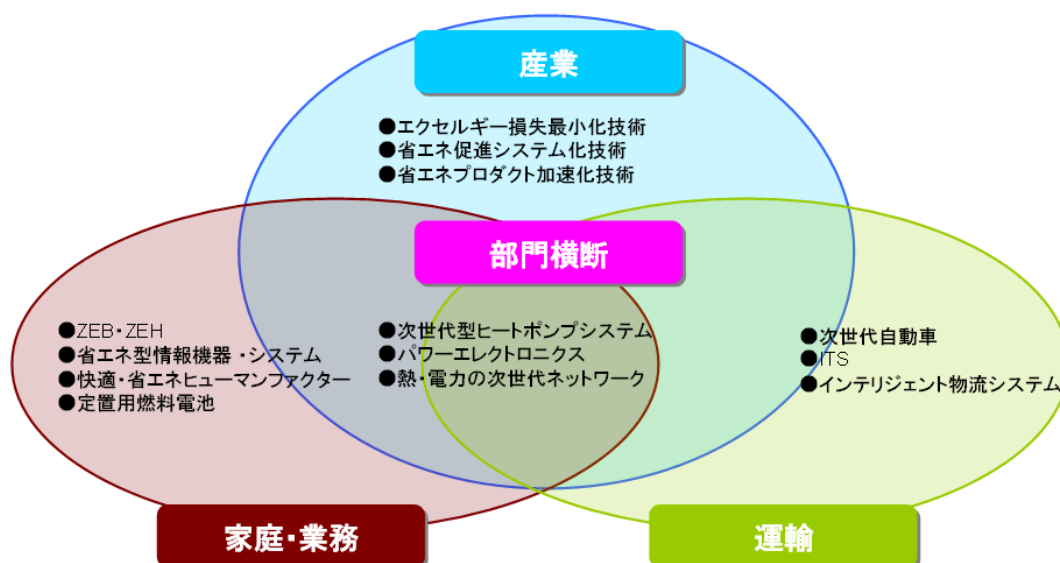 産業
●エクセルギー損失最小化技術
●省エネ促進システム化技術
●省エネプロダクト加速化技術
部門横断
●ZEB・ZEH
●省エネ型情報機器・システム
●快適・省エネヒューマンファクター
●定置用燃料電池
●次世代型ヒートポンプシステム
●パワーエレクトロニクス
●熱・電力の次世代ネットワーク
●次世代自動車
●ITS
●インテリジェント物流システム
家庭・業務
運輸